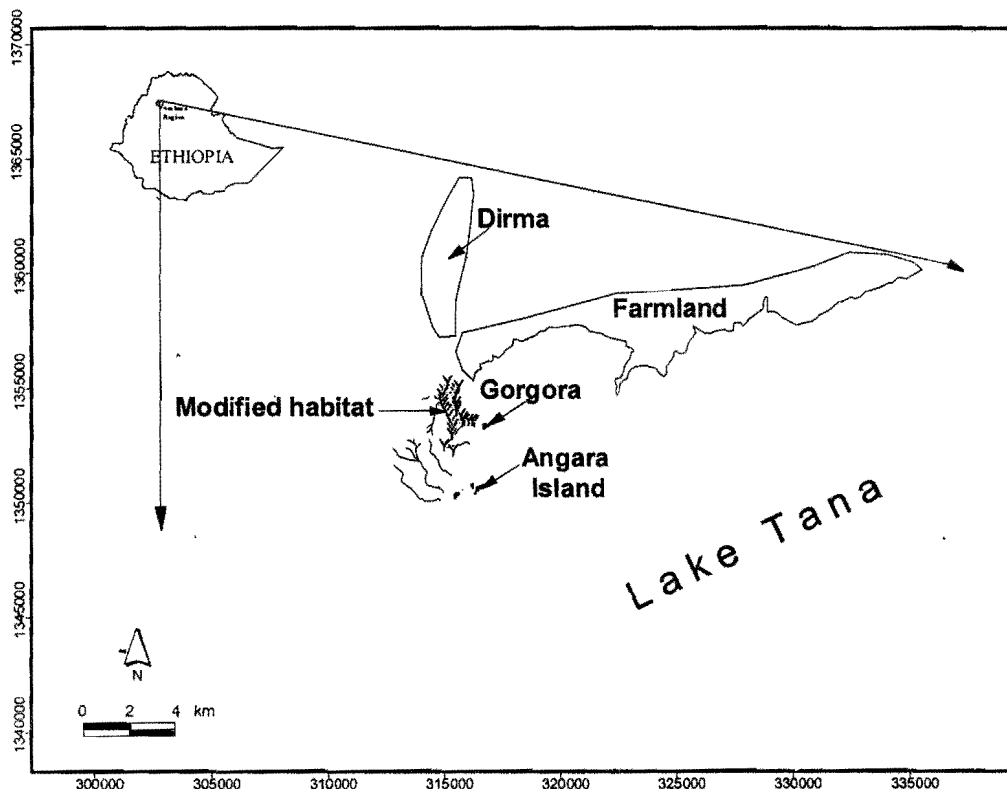 1370000
1365000
1360000
1355000
1350000
1345000
1340000
Region
ETHIOPIA
Dirma
Farmland
Modified habitat
Gorgora
Angara
Island
Lake Tana
N
0 2 4 km
300000 305000 310000 315000 320000 325000 330000 335000